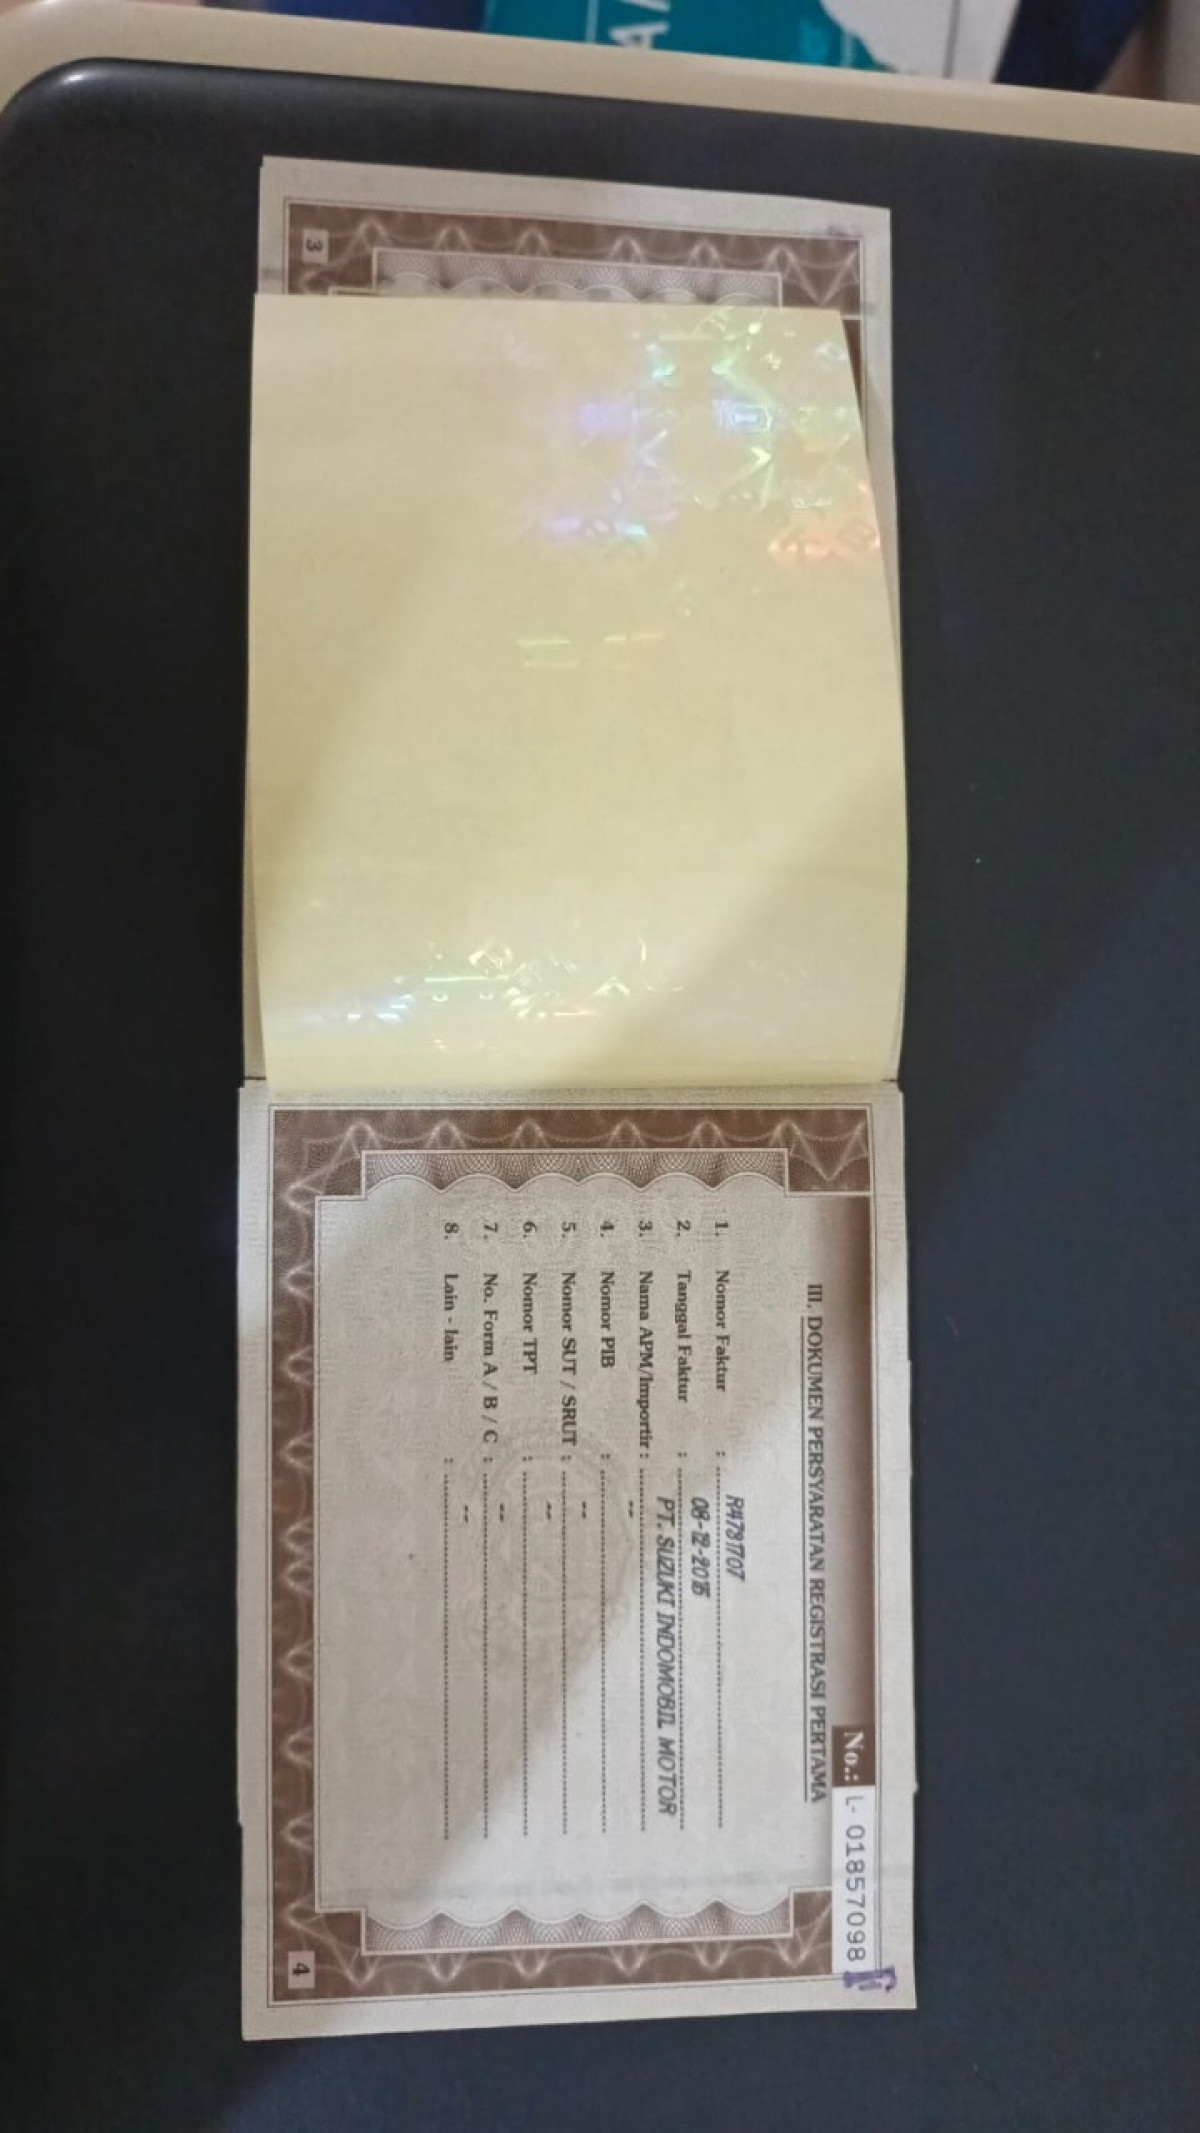 3
No.: L- 01857098
III. DOKUMEN PERSYARATAN REGISTRASI PERTAMA
1. Nomor Faktur : R4731707
2. Tanggal Faktur : 08-12-2015
3. Nama APM/Importir : PT. SUZUKI INDOMOBIL MOTOR
4. Nomor PIB : --
5. Nomor SUT / SRUT : --
6. Nomor TPT : --
7. No. Form A / B / C : --
8. Lain - lain : --
4